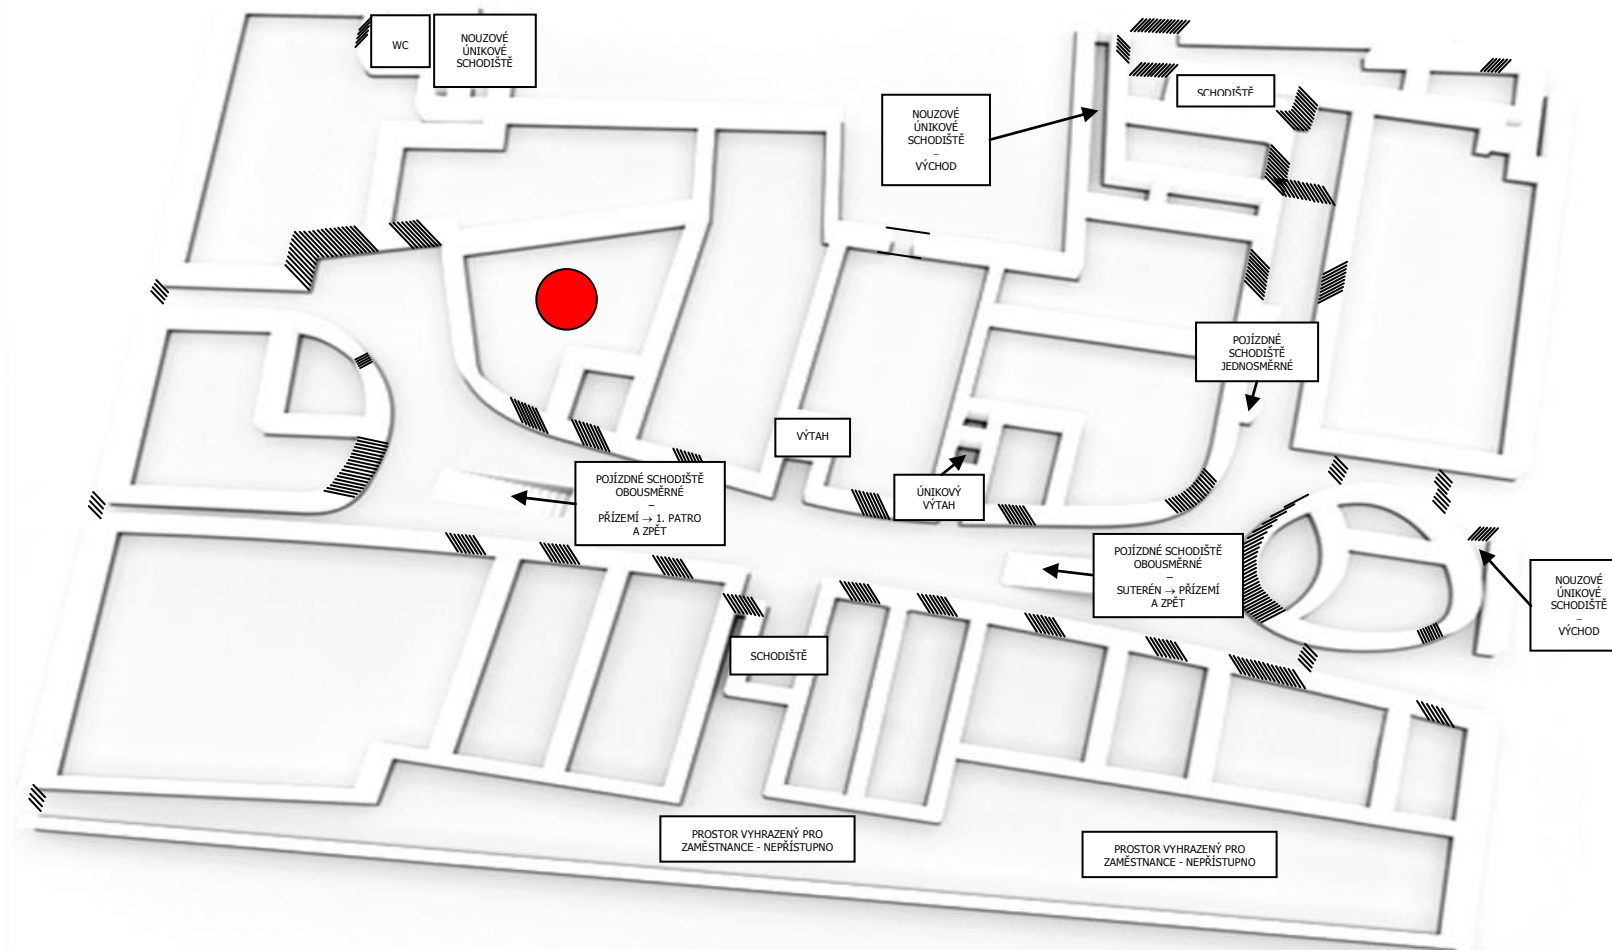 WC
NOUZOVÉ
ÚNIKOVÉ
SCHODIŠTĚ
SCHODIŠTĚ
NOUZOVÉ
ÚNIKOVÉ
SCHODIŠTĚ
–
VÝCHOD
POJÍZDNÉ
SCHODIŠTĚ
JEDNOSMĚRNÉ
VÝTAH
POJÍZDNÉ SCHODIŠTĚ
OBOUSMĚRNÉ
–
PŘÍZEMÍ → 1. PATRO
A ZPĚT
ÚNIKOVÝ
VÝTAH
POJÍZDNÉ SCHODIŠTĚ
OBOUSMĚRNÉ
–
SUTERÉN → PŘÍZEMÍ
A ZPĚT
NOUZOVÉ
ÚNIKOVÉ
SCHODIŠTĚ
–
VÝCHOD
SCHODIŠTĚ
PROSTOR VYHRAZENÝ PRO
ZAMĚSTNANCE - NEPŘÍSTUPNO
PROSTOR VYHRAZENÝ PRO
ZAMĚSTNANCE - NEPŘÍSTUPNO